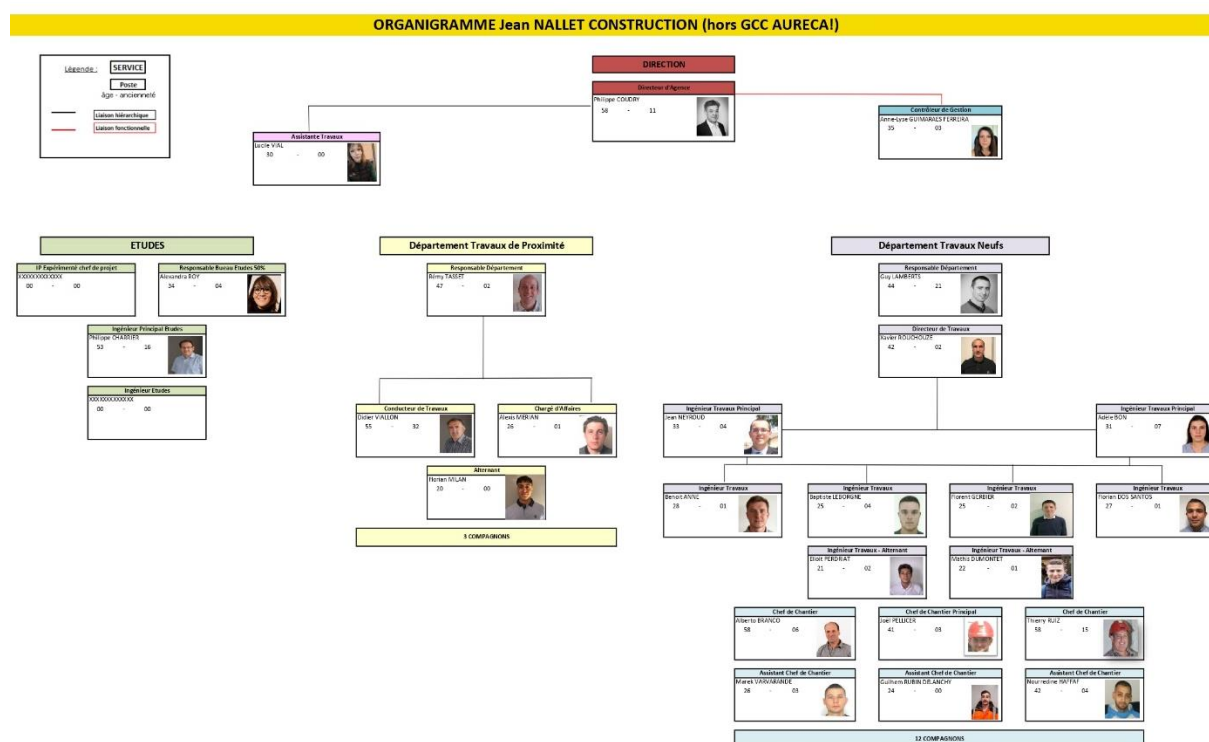 ORGANIGRAMME Jean NALLET CONSTRUCTION (hors GCC AURECA!)
Légende :
SERVICE
Poste
âge - ancienneté
Liaison hiérarchique
Liaison fonctionnelle
DIRECTION
Directeur d'Agence
Philippe COUDRY
58 - 11
Contrôleur de Gestion
Anne-Lyse GUIMARAES FERREIRA
35 - 03
Assistante Travaux
Lucile VIAL
30 - 00
ETUDES
IP Expérimenté chef de projet
XXXXXXXXXXXXX
00 - 00
Responsable Bureau Etudes 50%
Alexandra ROY
34 - 04
Ingénieur Principal Etudes
Philippe CHARRIER
53 - 16
Ingénieur Etudes
XXXXXXXXXXXXX
00 - 00
Département Travaux de Proximité
Responsable Département
Rémy TASSET
47 - 02
Conducteur de Travaux
Didier VIALLON
55 - 32
Chargé d'Affaires
Alexis MERIAN
26 - 01
Alternant
Florian MILAN
20 - 00
3 COMPAGNONS
Département Travaux Neufs
Responsable Département
Guy LAMBERTS
44 - 21
Directeur de Travaux
Xavier ROUCHOUZE
42 - 02
Ingénieur Travaux Principal
Jean NEYROUD
33 - 04
Ingénieur Travaux Principal
Adèle BON
31 - 07
Ingénieur Travaux
Benoit ANNE
28 - 01
Ingénieur Travaux
Baptiste LEBORGNE
25 - 04
Ingénieur Travaux
Florent GERBIER
25 - 02
Ingénieur Travaux
Florian DOS SANTOS
27 - 01
Ingénieur Travaux - Alternant
Eliott PERDRIAT
21 - 02
Ingénieur Travaux - Alternant
Mathis DUMONTET
22 - 01
Chef de Chantier
Alberto BRANCO
58 - 06
Chef de Chantier Principal
Joël PELLICER
41 - 03
Chef de Chantier
Thierry RUIZ
58 - 15
Assistant Chef de Chantier
Marek VARVARANDE
26 - 03
Assistant Chef de Chantier
Guilhem RUBIN DELANCHY
24 - 00
Assistant Chef de Chantier
Nourredine HAFFAF
42 - 04
12 COMPAGNONS